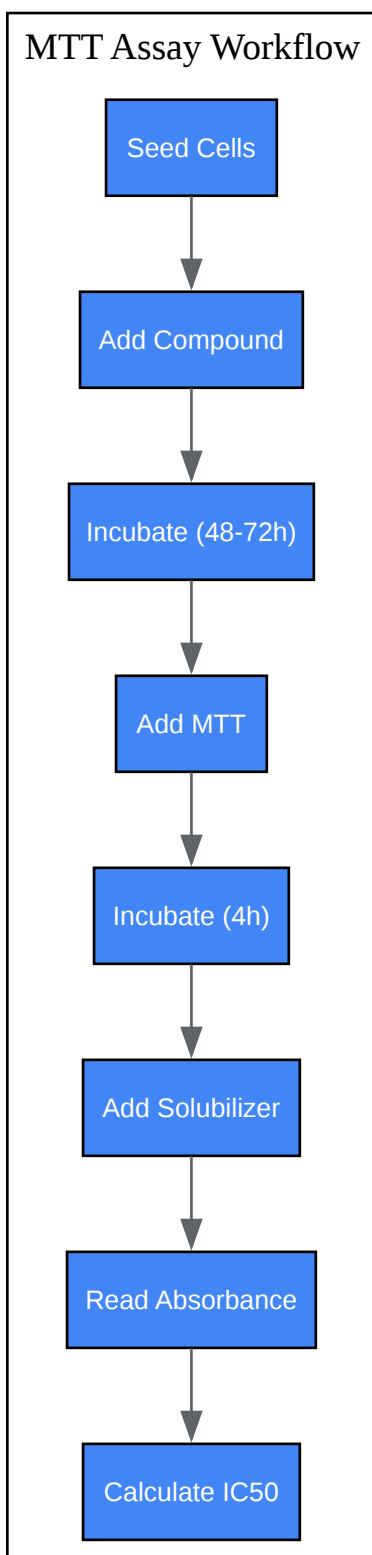 MTT Assay Workflow
Seed Cells
Add Compound
Incubate (48-72h)
Add MTT
Incubate (4h)
Add Solubilizer
Read Absorbance
Calculate IC50